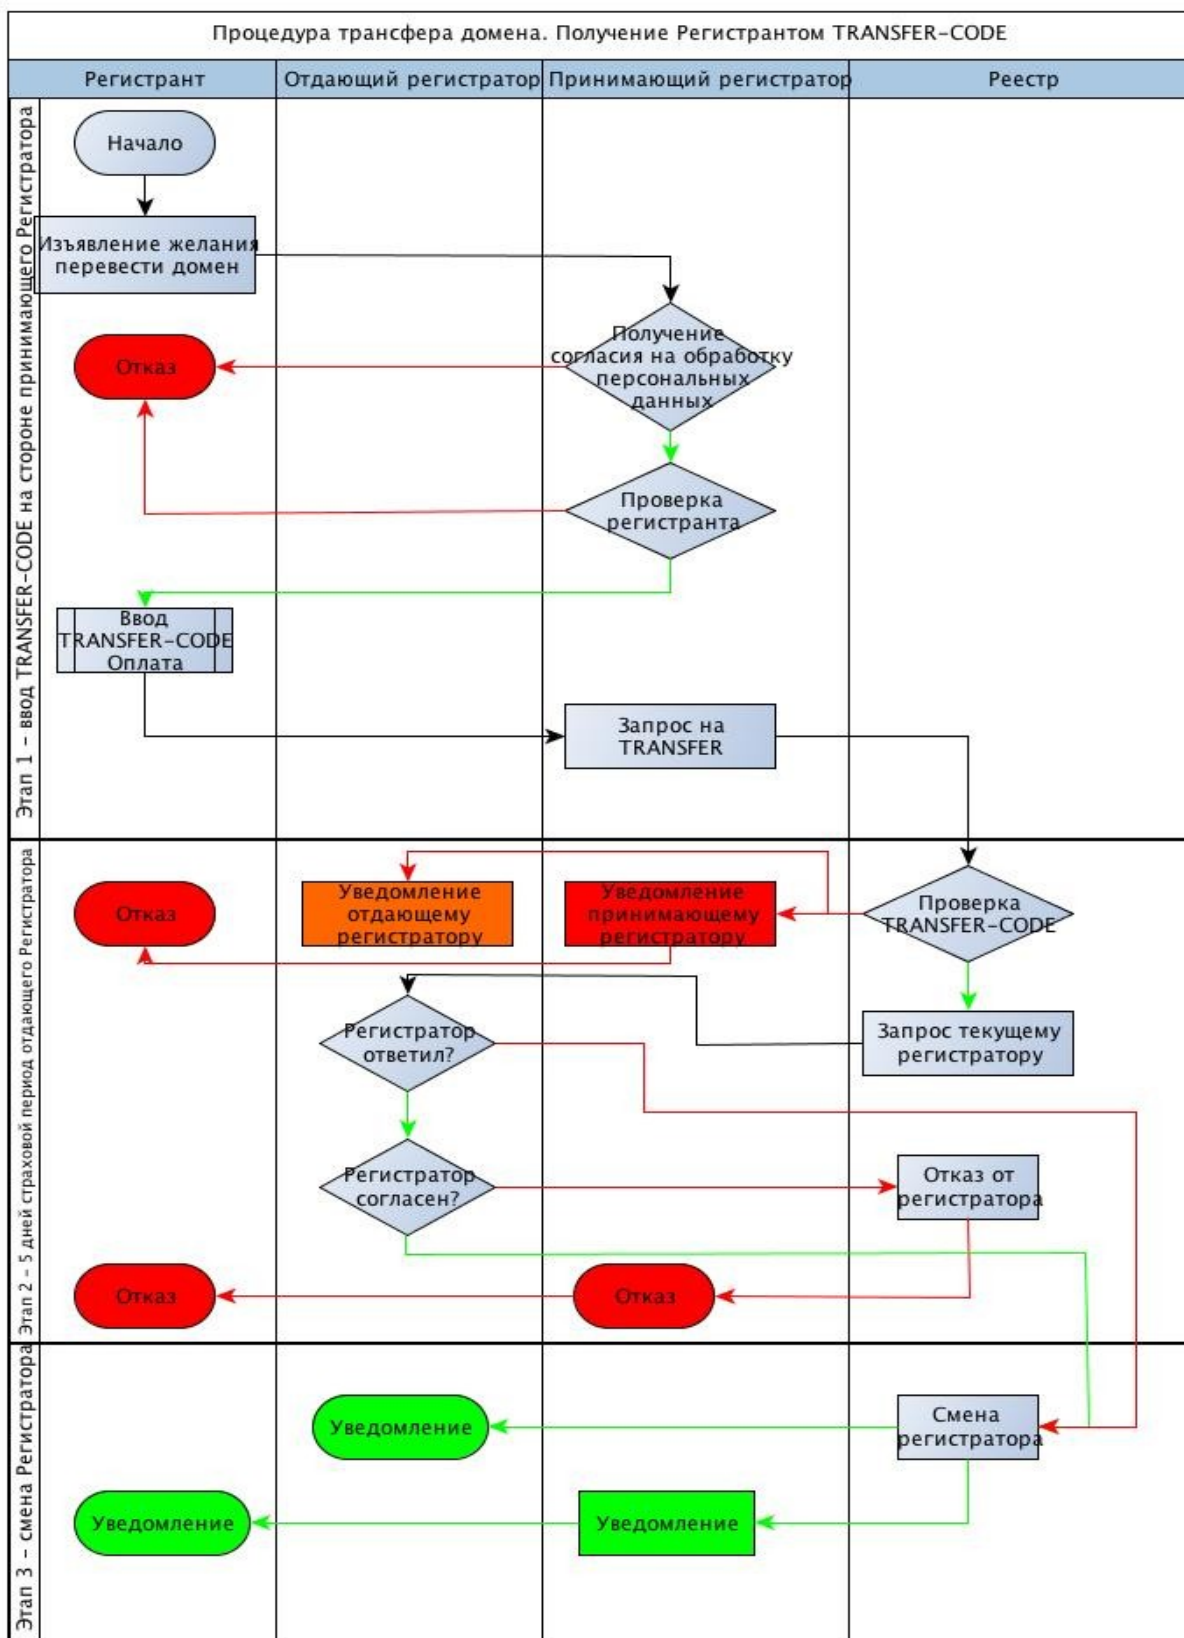 Процедура трансфера домена. Получение Регистрантом TRANSFER-CODE
Регистрант
Отдающий регистратор
Принимающий регистратор
Реестр
Этап 1 - ввод TRANSFER-CODE на стороне принимающего Регистратора
Начало
Изъявление желания
перевести домен
Получение
согласия на обработку
персональных
данных
Отказ
Проверка
регистранта
Ввод
TRANSFER-CODE
Оплата
Запрос на
TRANSFER
Этап 2 - 5 дней страховой период отдающего Регистратора
Отказ
Уведомление
отдающему
регистратору
Уведомление
принимающему
регистратору
Проверка
TRANSFER-CODE
Регистратор
ответил?
Запрос текущему
регистратору
Регистратор
согласен?
Отказ от
регистратора
Отказ
Отказ
Этап 3 - смена Регистратора
Уведомление
Смена
регистратора
Уведомление
Уведомление